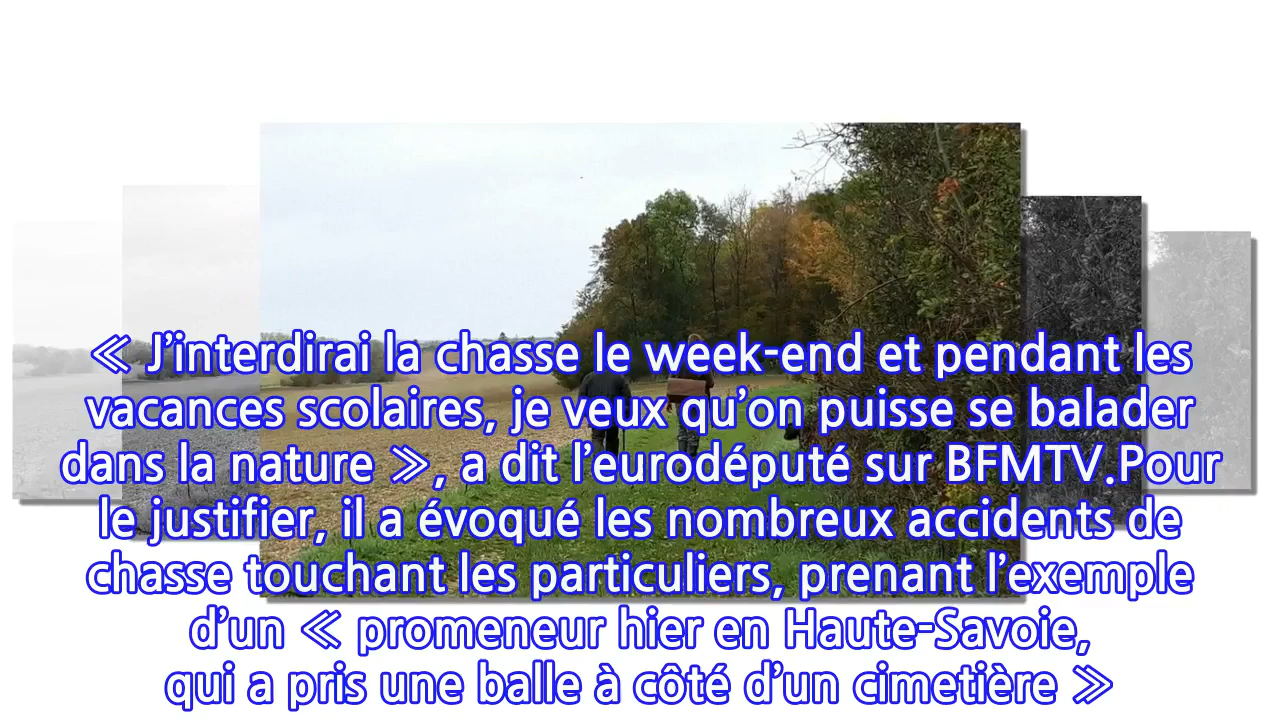 ≪ J’interdirai la chasse le week-end et pendant les
vacances scolaires, je veux qu’on puisse se balader
dans la nature ≫, a dit l’eurodéputé sur BFMTV.Pour
le justifier, il a évoqué les nombreux accidents de
chasse touchant les particuliers, prenant l’exemple
d’un ≪ promeneur hier en Haute-Savoie,
qui a pris une balle à côté d’un cimetière ≫